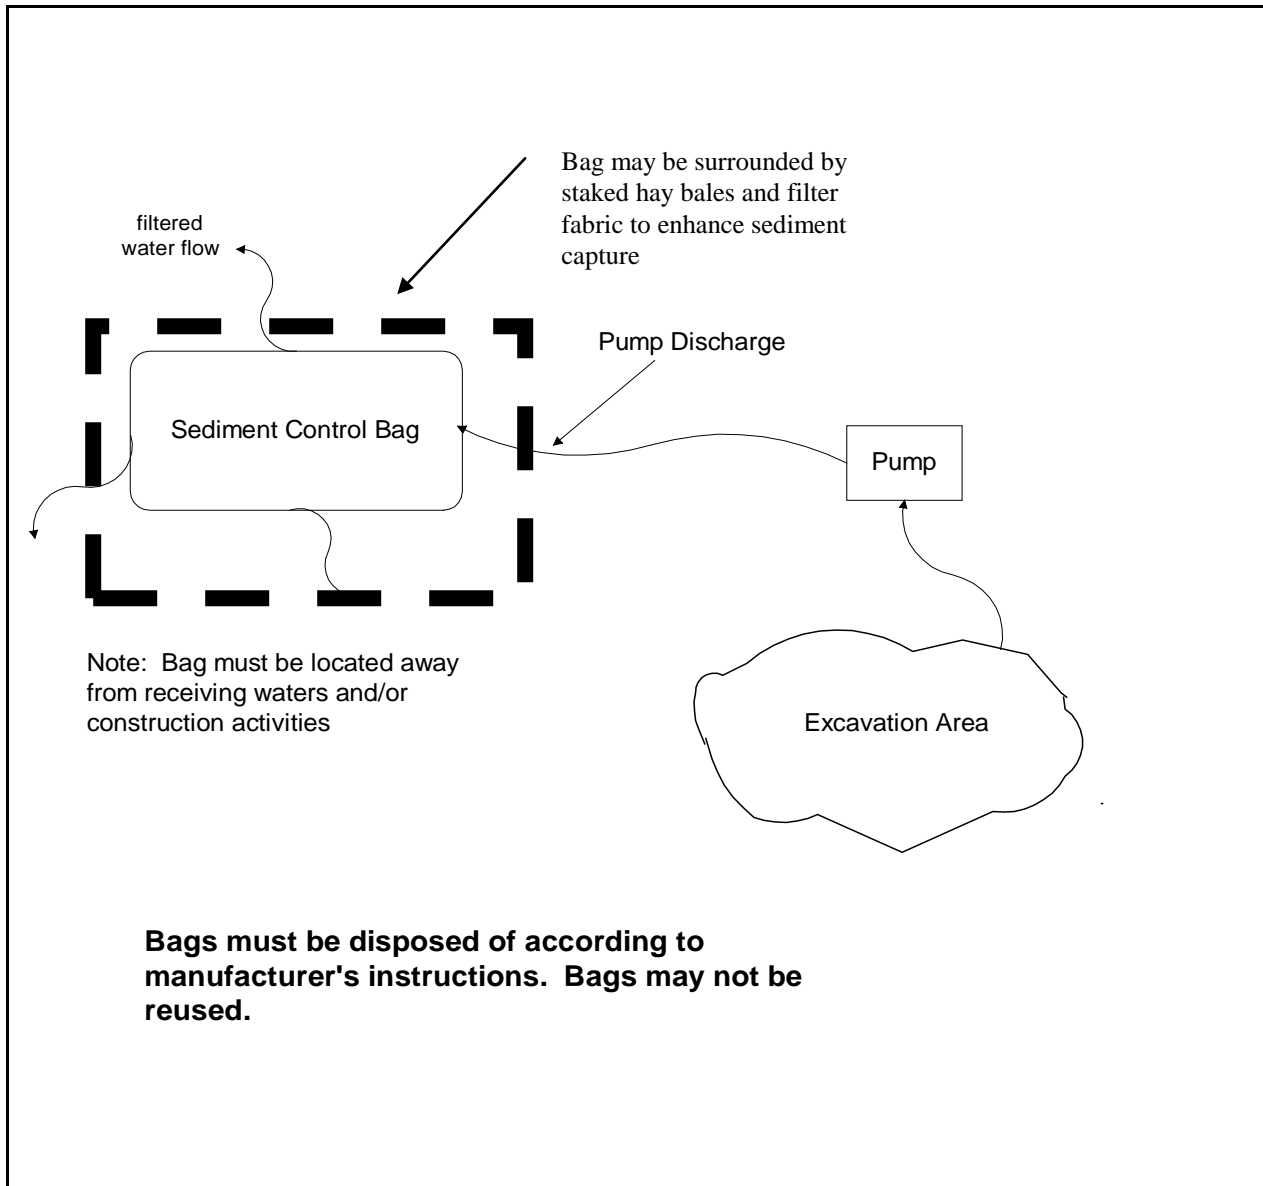 Bag may be surrounded by
staked hay bales and filter
fabric to enhance sediment
capture
filtered
water flow
Pump Discharge
Sediment Control Bag
Pump
Note:  Bag must be located away
from receiving waters and/or
construction activities
Excavation Area
Bags must be disposed of according to
manufacturer's instructions.  Bags may not be
reused.